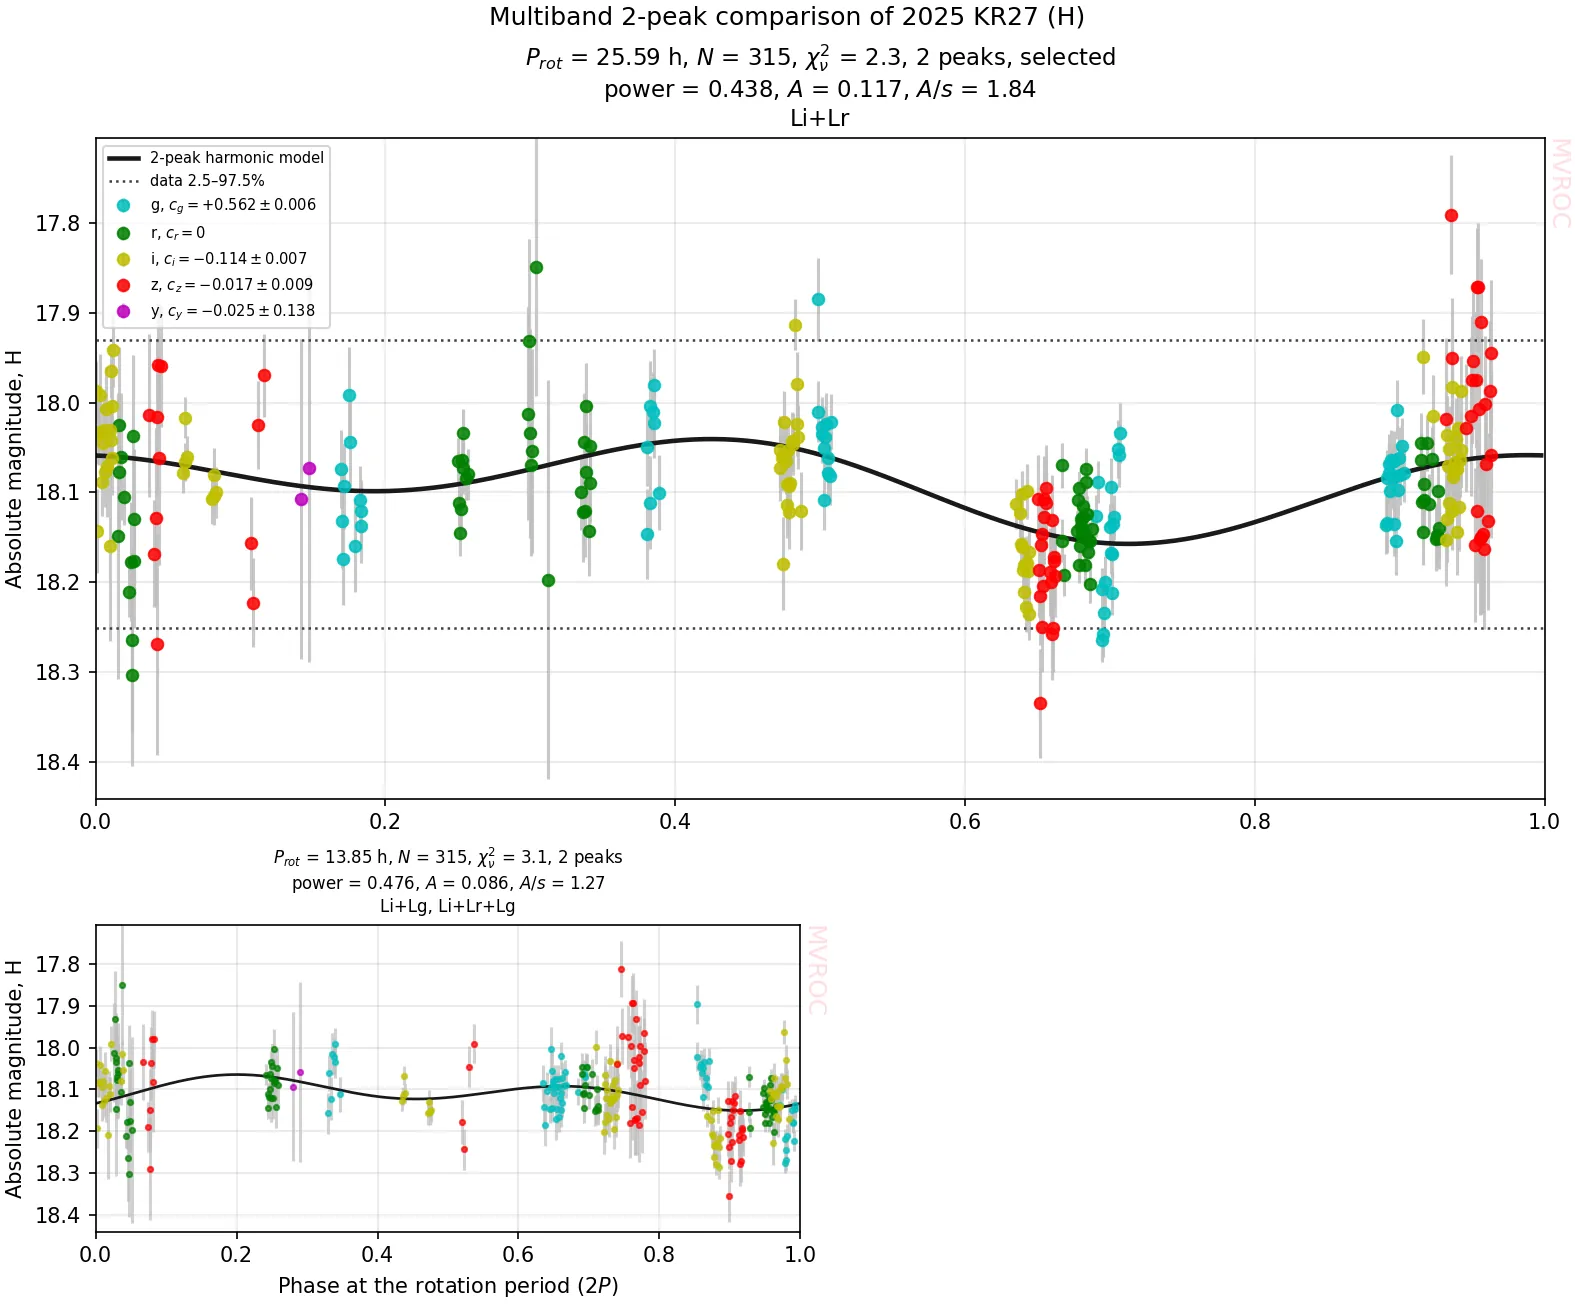 Multiband 2-peak comparison of 2025 KR27 (H)
P_rot = 25.59 h, N = 315, χ²_ν = 2.3, 2 peaks, selected
power = 0.438, A = 0.117, A/s = 1.84
Li+Lr
MVROC
2-peak harmonic model
data 2.5–97.5%
g, c_g = +0.562 ± 0.006
r, c_r = 0
i, c_i = −0.114 ± 0.007
z, c_z = −0.017 ± 0.009
y, c_y = −0.025 ± 0.138
Absolute magnitude, H
17.8
17.9
18.0
18.1
18.2
18.3
18.4
0.0 0.2 0.4 0.6 0.8 1.0
P_rot = 13.85 h, N = 315, χ²_ν = 3.1, 2 peaks
power = 0.476, A = 0.086, A/s = 1.27
Li+Lg, Li+Lr+Lg
MVROC
Absolute magnitude, H
17.8
17.9
18.0
18.1
18.2
18.3
18.4
0.0 0.2 0.4 0.6 0.8 1.0
Phase at the rotation period (2P)